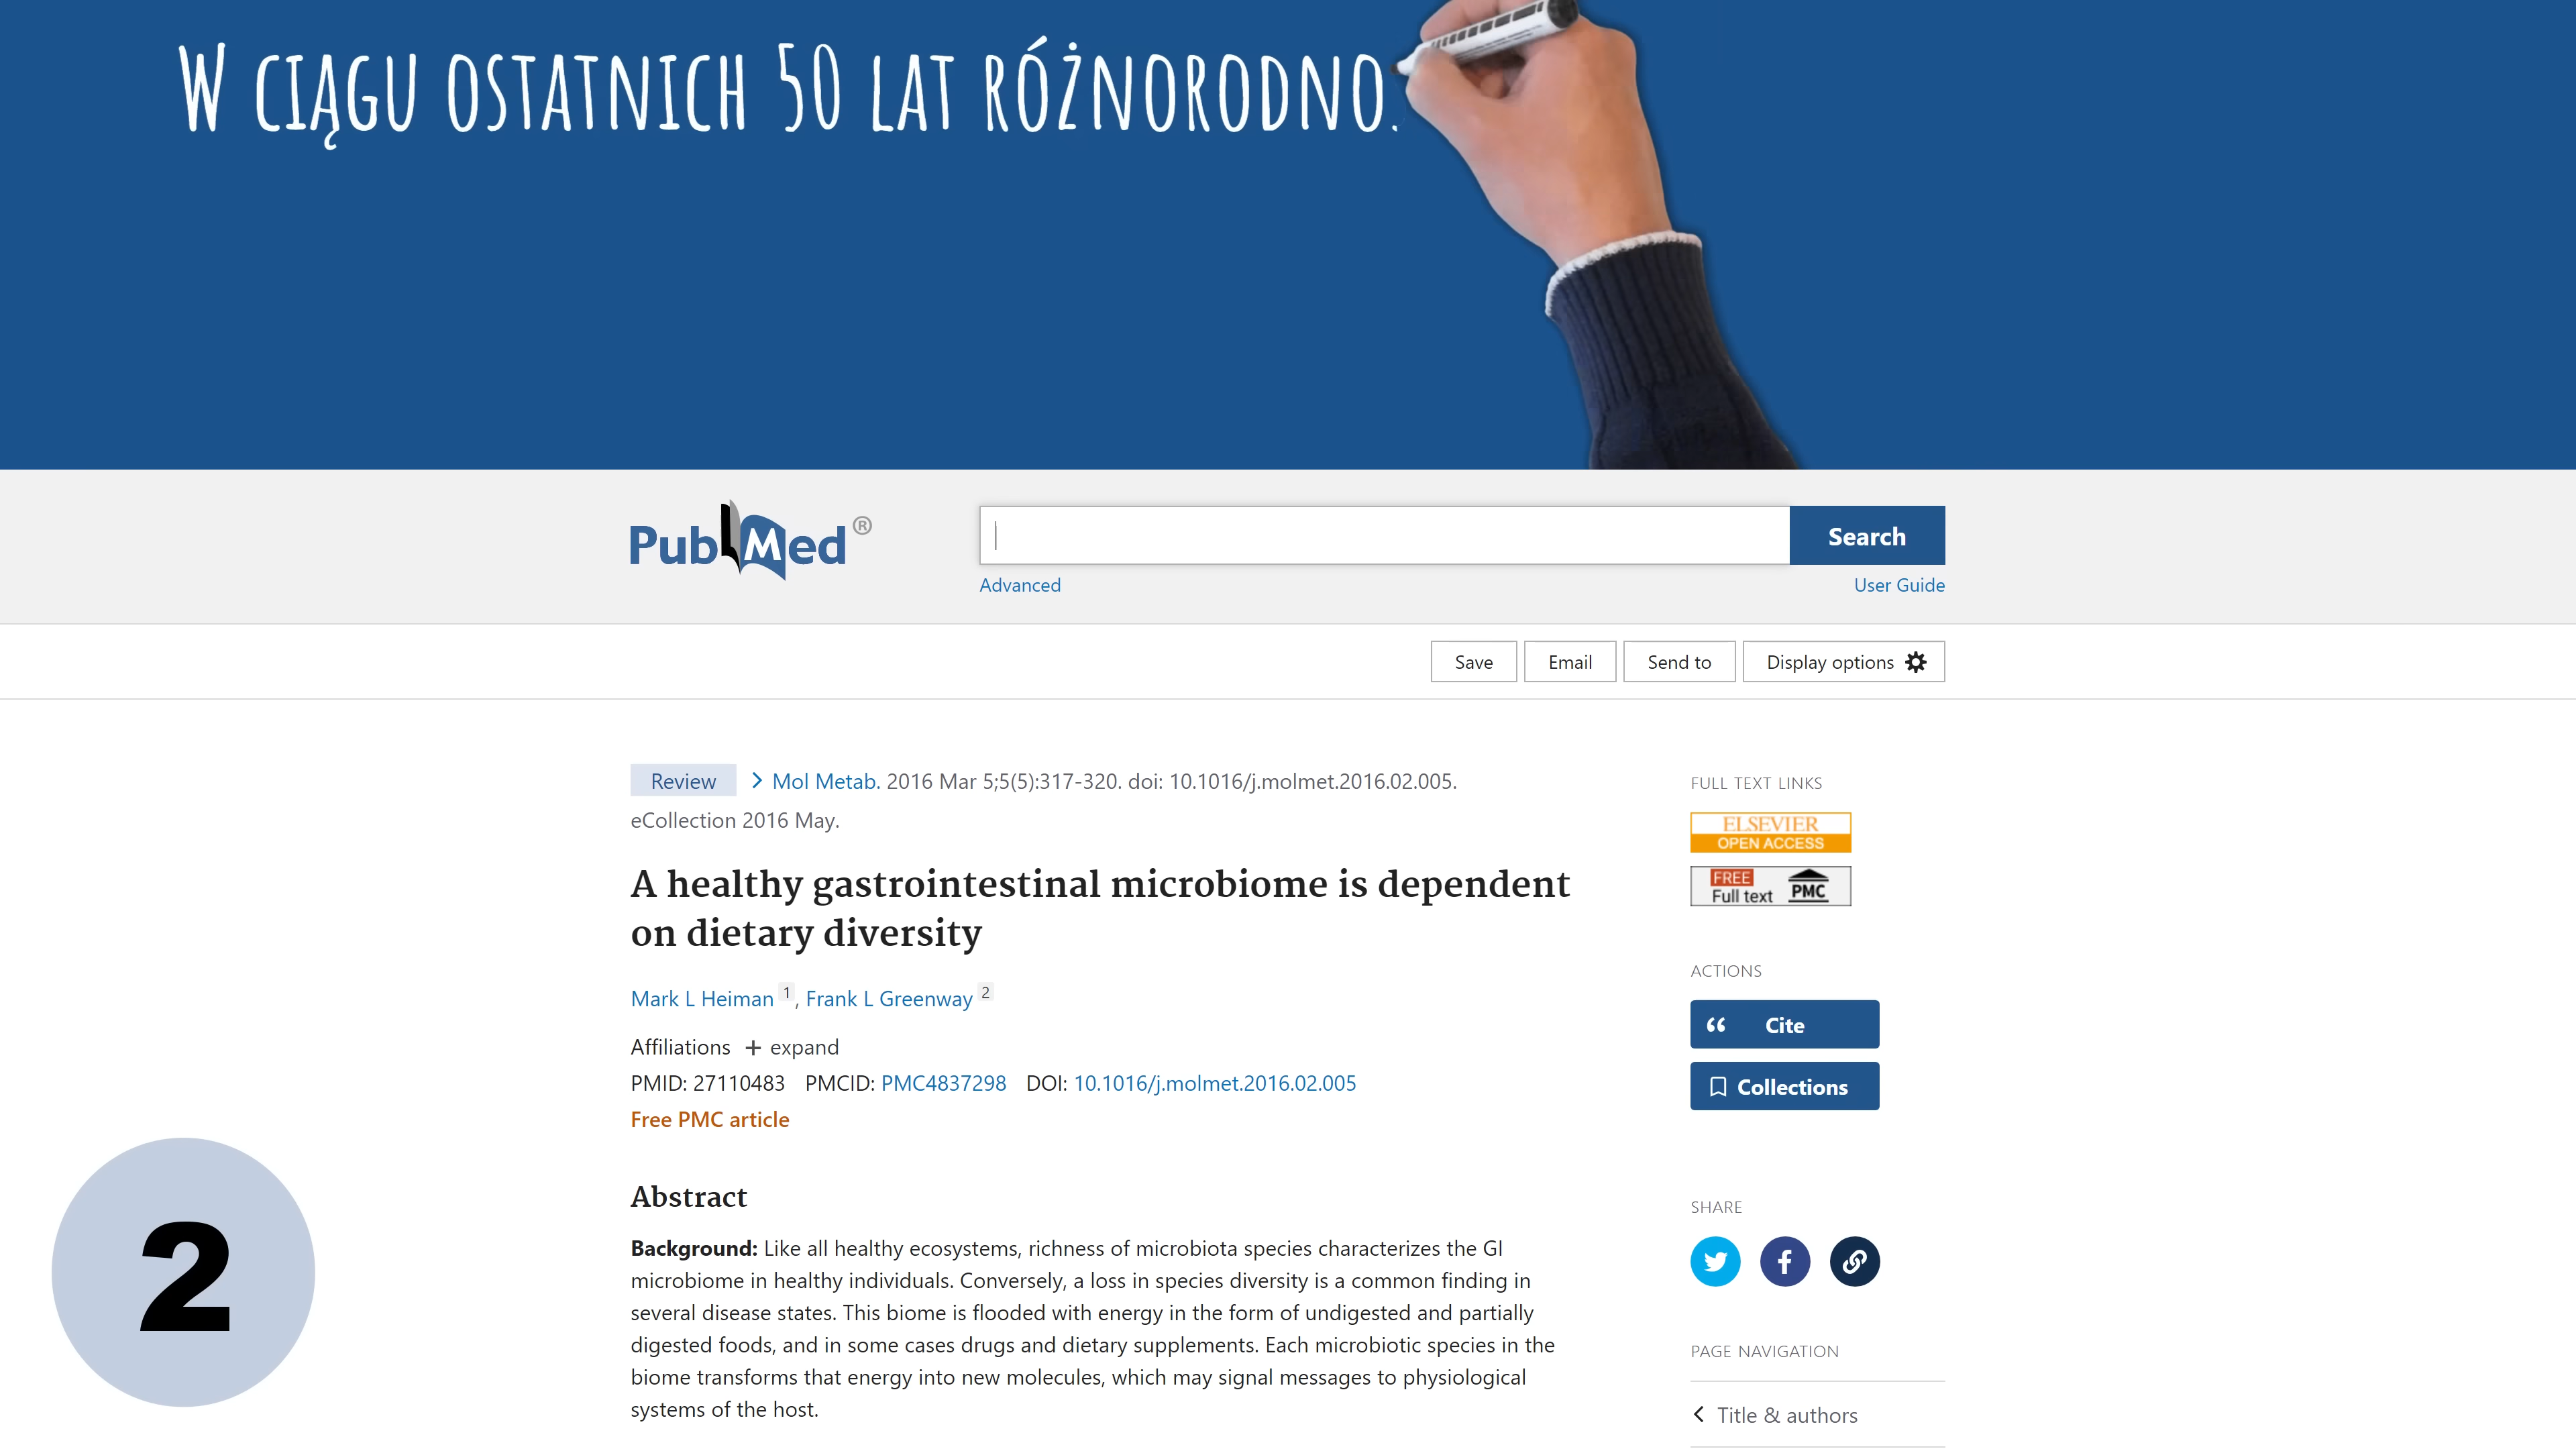 W CIĄGU OSTATNICH 50 LAT RÓŻNORODNO
PubMed®
Search
Advanced
User Guide
Save
Email
Send to
Display options
Review
Mol Metab. 2016 Mar 5;5(5):317-320. doi: 10.1016/j.molmet.2016.02.005.
eCollection 2016 May.
A healthy gastrointestinal microbiome is dependent
on dietary diversity
Mark L Heiman 1, Frank L Greenway 2
Affiliations + expand
PMID: 27110483 PMCID: PMC4837298 DOI: 10.1016/j.molmet.2016.02.005
Free PMC article
Abstract
Background: Like all healthy ecosystems, richness of microbiota species characterizes the GI
microbiome in healthy individuals. Conversely, a loss in species diversity is a common finding in
several disease states. This biome is flooded with energy in the form of undigested and partially
digested foods, and in some cases drugs and dietary supplements. Each microbiotic species in the
biome transforms that energy into new molecules, which may signal messages to physiological
systems of the host.
FULL TEXT LINKS
ELSEVIER
OPEN ACCESS
FREE
Full text PMC
ACTIONS
Cite
Collections
SHARE
PAGE NAVIGATION
Title & authors
2